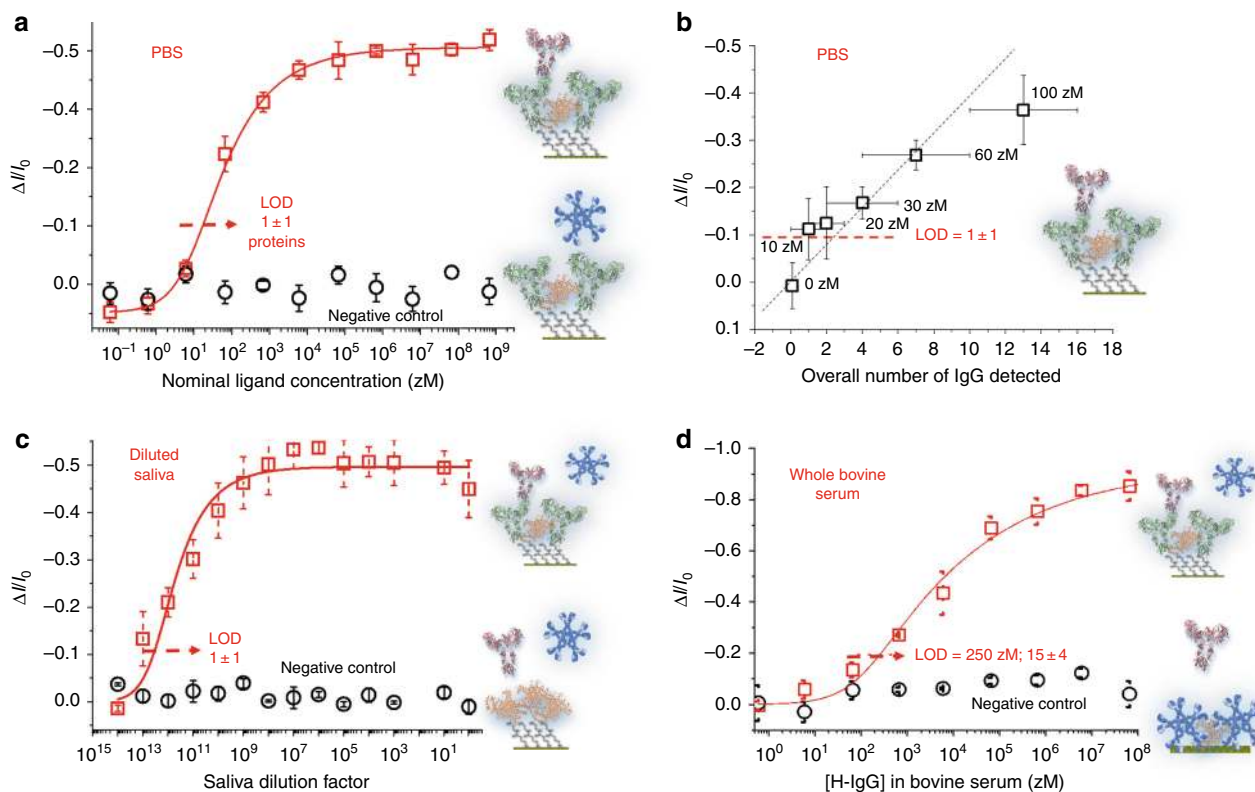 a
PBS
–0.5
–0.4
–0.2
–0.1
0.0
ΔI/I₀
LOD
1 ± 1
proteins
Negative control
10⁻¹ 10⁰ 10¹ 10² 10³ 10⁴ 10⁵ 10⁶ 10⁷ 10⁸ 10⁹
Nominal ligand concentration (zM)
b
PBS
–0.5
–0.4
–0.3
–0.2
–0.1
0.0
0.1
ΔI/I₀
100 zM
60 zM
30 zM
20 zM
10 zM
0 zM
LOD = 1 ± 1
–2 0 2 4 6 8 10 12 14 16 18
Overall number of IgG detected
c
Diluted
saliva
–0.5
–0.4
–0.3
–0.2
–0.1
0.0
ΔI/I₀
LOD
1 ± 1
Negative control
10¹⁵ 10¹³ 10¹¹ 10⁹ 10⁷ 10⁵ 10³ 10¹
Saliva dilution factor
d
Whole bovine
serum
–1.0
–0.8
–0.6
–0.4
–0.2
0.0
ΔI/I₀
LOD = 250 zM; 15 ± 4
Negative control
10⁰ 10¹ 10² 10³ 10⁴ 10⁵ 10⁶ 10⁷ 10⁸
[H-IgG] in bovine serum (zM)